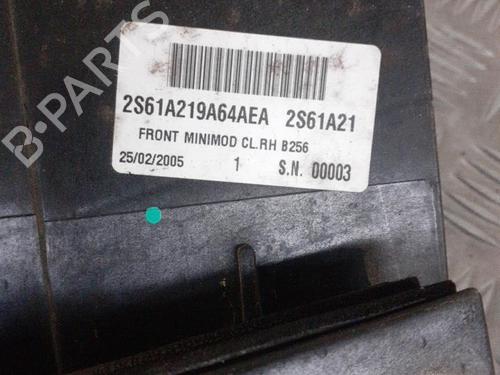 2S61A219A64AEA 2S61A21
FRONT MINIMOD CL.RH B256
25/02/2005 1 S.N. 00003
B-PARTS